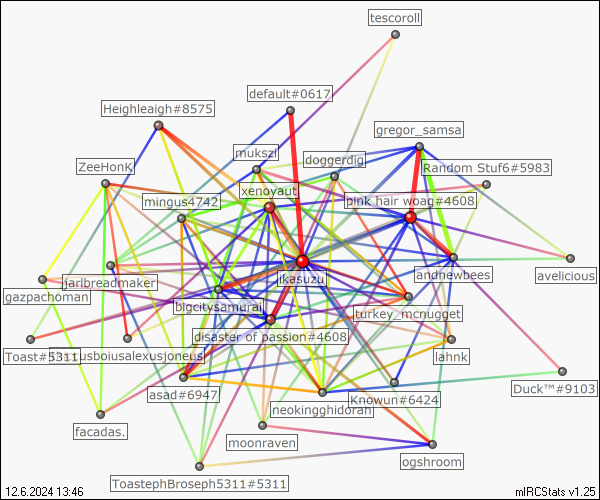 tescoroll
Heighleaigh#8575
default#0617
gregor_samsa
mukszi
doggerdig
Random Stuf6#5983
ZeeHonK
xenoyaut
mingus4742
pink hair woag#4608
ikasuzu
andnewbees
avelicious
jarlbreadmaker
gazpachoman
bigcitysamurai
turkey_mcnugget
disaster of passion#4608
Toast#5311
usboiusalexusjoneus
lahnk
asad#6947
Knowun#6424
Duck™#9103
neokingghidoran
facadas.
moonraven
ogshroom
ToastephBroseph5311#5311
12.6.2024 13:46
mIRCStats v1.25